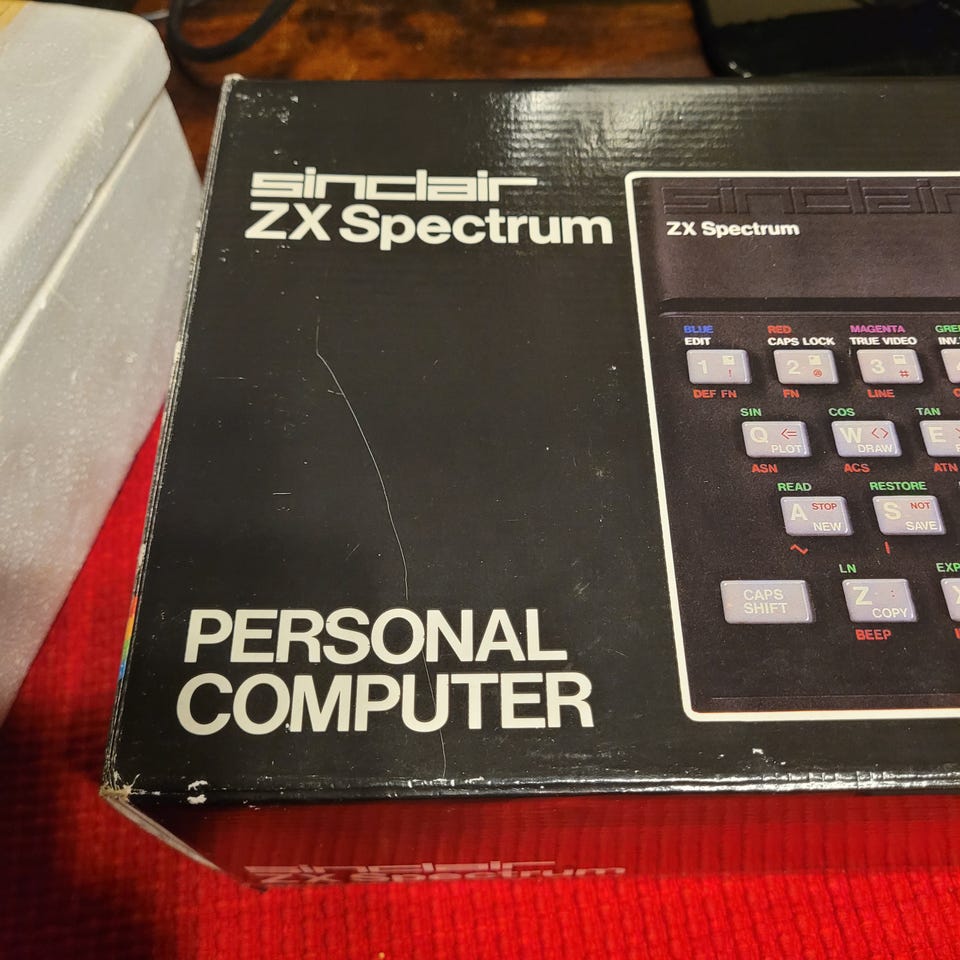 sinclair
ZX Spectrum
PERSONAL
COMPUTER
sinclair
ZX Spectrum
BLUE RED MAGENTA
EDIT CAPS LOCK TRUE VIDEO
1 ! 2 @ 3 #
DEF FN FN LINE
SIN COS TAN
Q <= PLOT W <> DRAW E
ASN ACS ATN
READ RESTORE
A STOP NEW S NOT SAVE
~ |
LN EXP
CAPS SHIFT Z : COPY X
BEEP
sinclair
ZX Spectrum